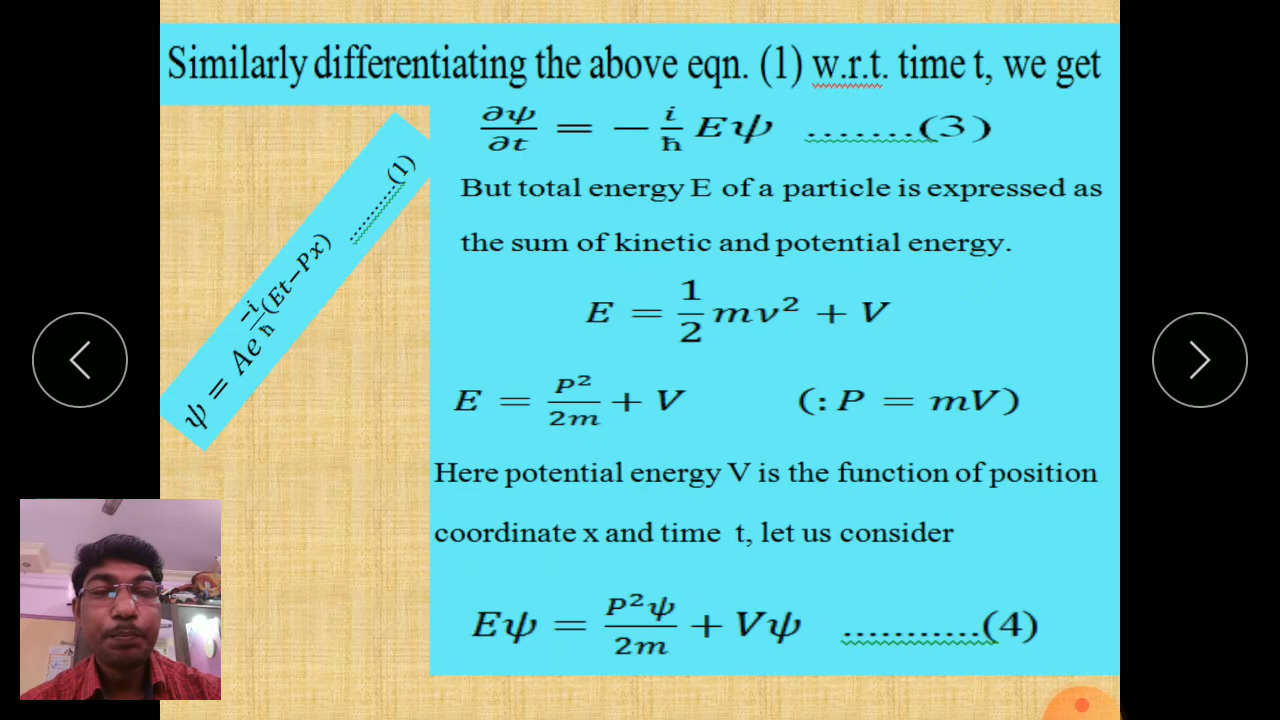 Similarly differentiating the above eqn. (1) w.r.t. time t, we get
∂ψ/∂t = − i/ħ Eψ .......(3)
ψ = Ae^{−i/ħ (Et−Px)} ..........(1)
But total energy E of a particle is expressed as
the sum of kinetic and potential energy.
E = 1/2 mv² + V
E = P²/2m + V (: P = mV)
Here potential energy V is the function of position
coordinate x and time t, let us consider
Eψ = P²ψ/2m + Vψ ...........(4)